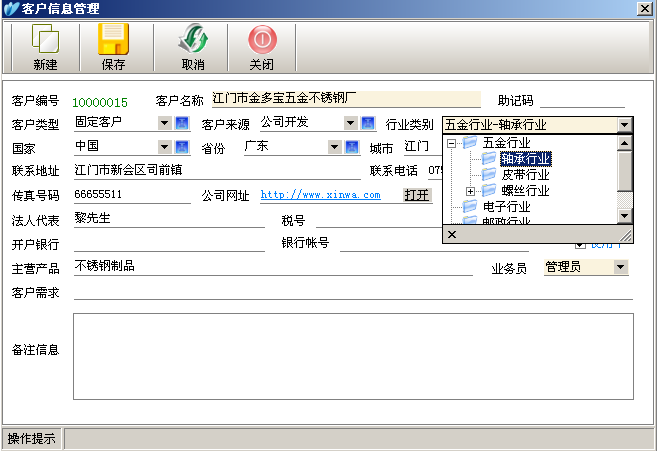 客户信息管理
新建 保存 取消 关闭
客户编号 10000015 客户名称 江门市金多宝五金不锈钢厂 助记码
客户类型 固定客户 客户来源 公司开发 行业类别 五金行业-轴承行业
国家 中国 省份 广东 城市 江门 五金行业
轴承行业
联系地址 江门市新会区司前镇 联系电话 皮带行业
传真号码 66655511 公司网址 http://www.xinwa.com 打开 螺丝行业
电子行业
法人代表 黎先生 税号 邮政行业
开户银行 银行帐号
主营产品 不锈钢制品 业务员 管理员
客户需求
备注信息
操作提示